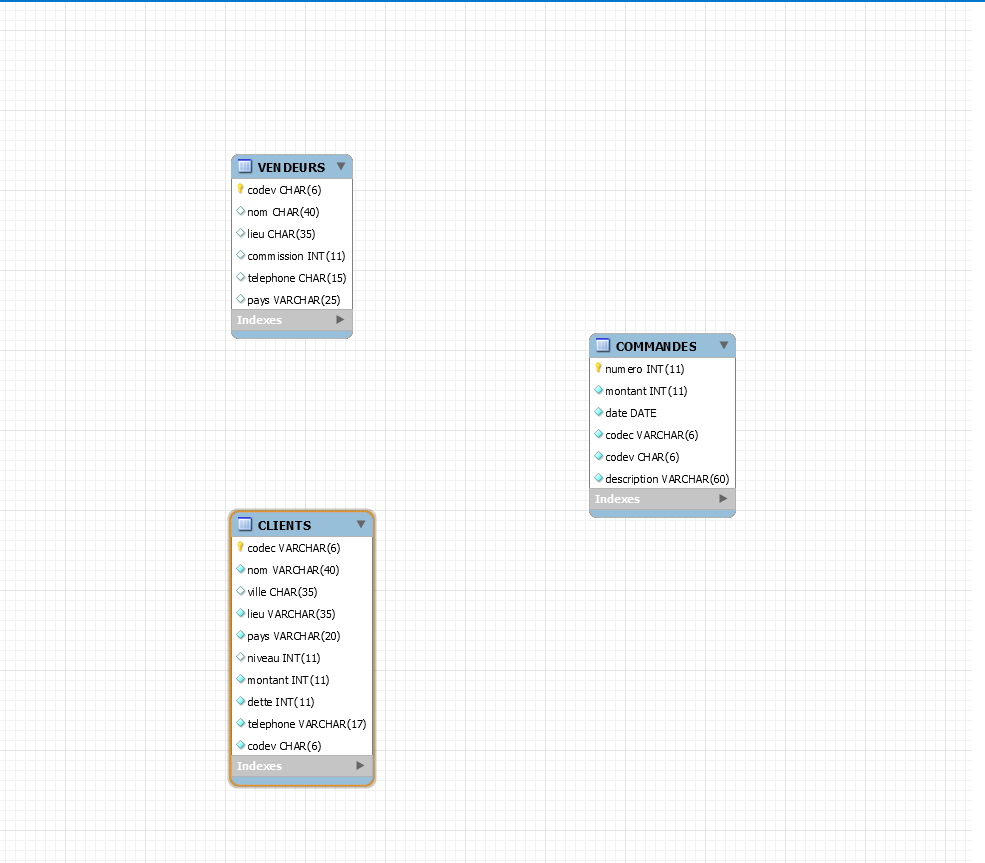 VENDEURS
codev CHAR(6)
nom CHAR(40)
lieu CHAR(35)
commission INT(11)
telephone CHAR(15)
pays VARCHAR(25)
Indexes
COMMANDES
numero INT(11)
montant INT(11)
date DATE
codec VARCHAR(6)
codev CHAR(6)
description VARCHAR(60)
Indexes
CLIENTS
codec VARCHAR(6)
nom VARCHAR(40)
ville CHAR(35)
lieu VARCHAR(35)
pays VARCHAR(20)
niveau INT(11)
montant INT(11)
dette INT(11)
telephone VARCHAR(17)
codev CHAR(6)
Indexes